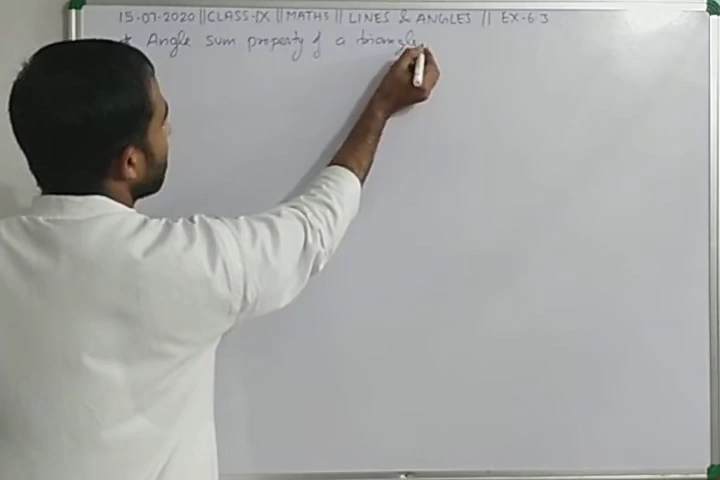 15-07-2020 || CLASS-IX || MATHS || LINES & ANGLES || EX-6.3
* Angle sum property of a triangle